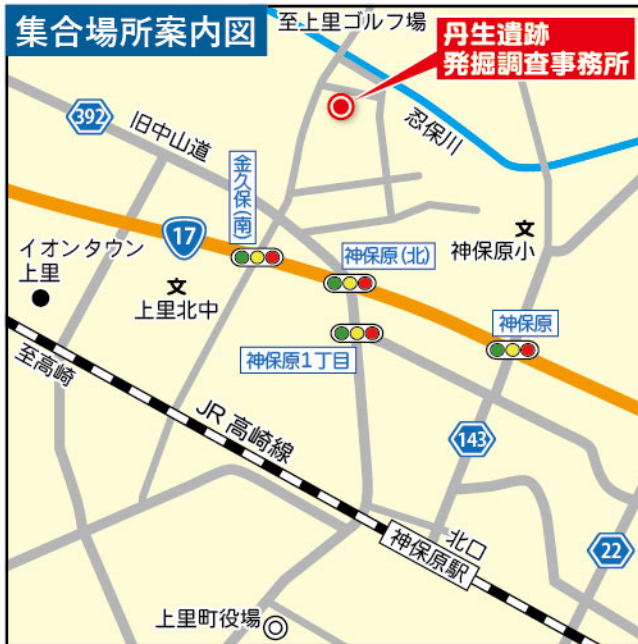 集合場所案内図
至上里ゴルフ場
丹生遺跡
発掘調査事務所
392
旧中山道
忍保川
金久保(南)
17
イオンタウン
上里
文
上里北中
神保原(北)
文
神保原小
神保原
神保原1丁目
至高崎
JR高崎線
143
北口
神保原駅
22
上里町役場